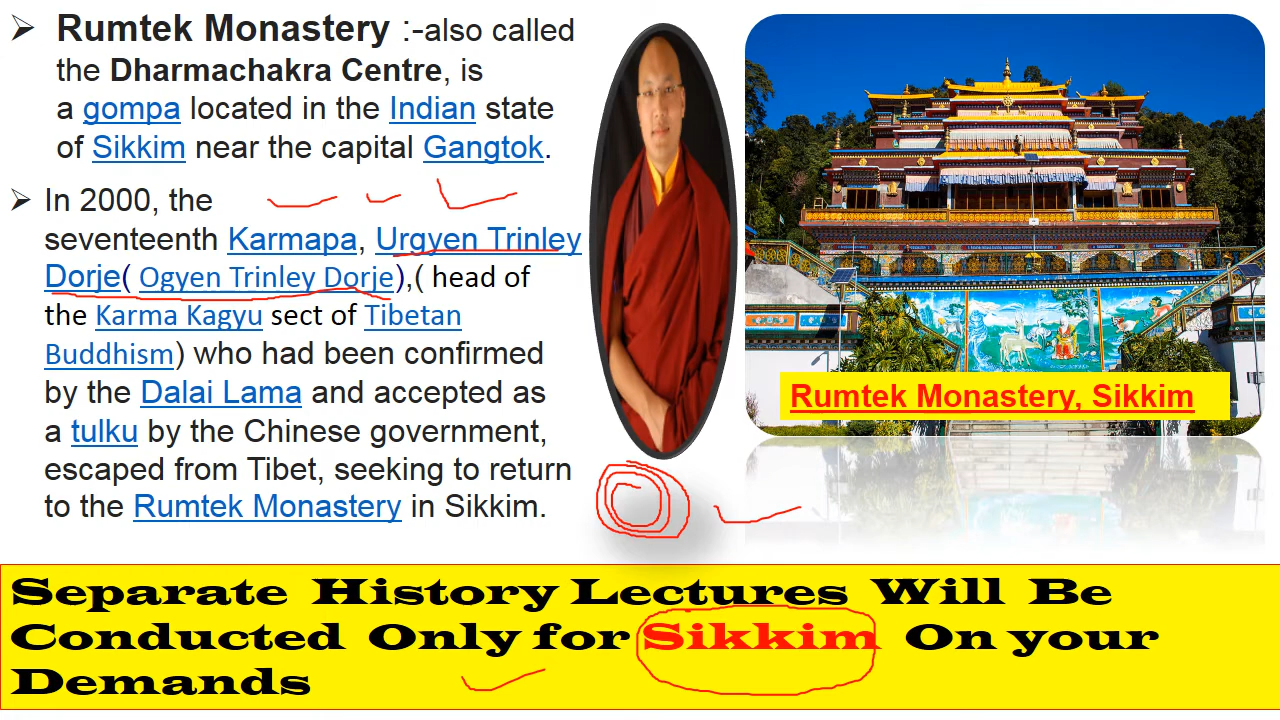 Rumtek Monastery :-also called
the Dharmachakra Centre, is
a gompa located in the Indian state
of Sikkim near the capital Gangtok.
In 2000, the
seventeenth Karmapa, Urgyen Trinley
Dorje( Ogyen Trinley Dorje),( head of
the Karma Kagyu sect of Tibetan
Buddhism) who had been confirmed
by the Dalai Lama and accepted as
a tulku by the Chinese government,
escaped from Tibet, seeking to return
to the Rumtek Monastery in Sikkim.
Rumtek Monastery, Sikkim
Separate History Lectures Will Be
Conducted Only for Sikkim On your
Demands